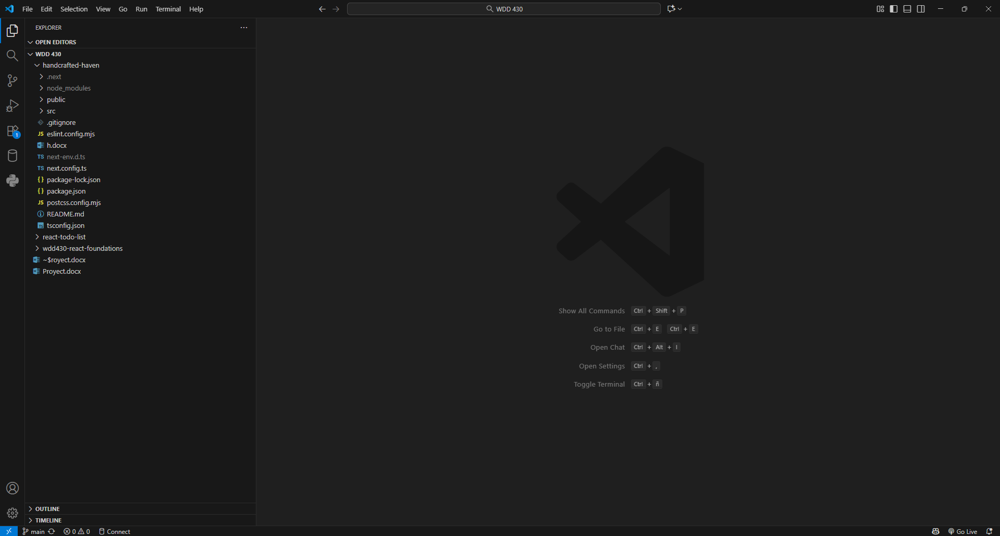 File Edit Selection View Go Run Terminal Help
WDD 430
EXPLORER
OPEN EDITORS
WDD 430
handcrafted-haven
.next
node_modules
public
src
.gitignore
JS eslint.config.mjs
h.docx
TS next-env.d.ts
TS next.config.ts
{} package-lock.json
{} package.json
JS postcss.config.mjs
README.md
TS tsconfig.json
react-todo-list
wdd430-react-foundations
~$royect.docx
Proyect.docx
1
Show All Commands Ctrl + Shift + P
Go to File Ctrl + E Ctrl + E
Open Chat Ctrl + Alt + I
Open Settings Ctrl + ,
Toggle Terminal Ctrl + ñ
OUTLINE
TIMELINE
main 0 0 Connect Go Live